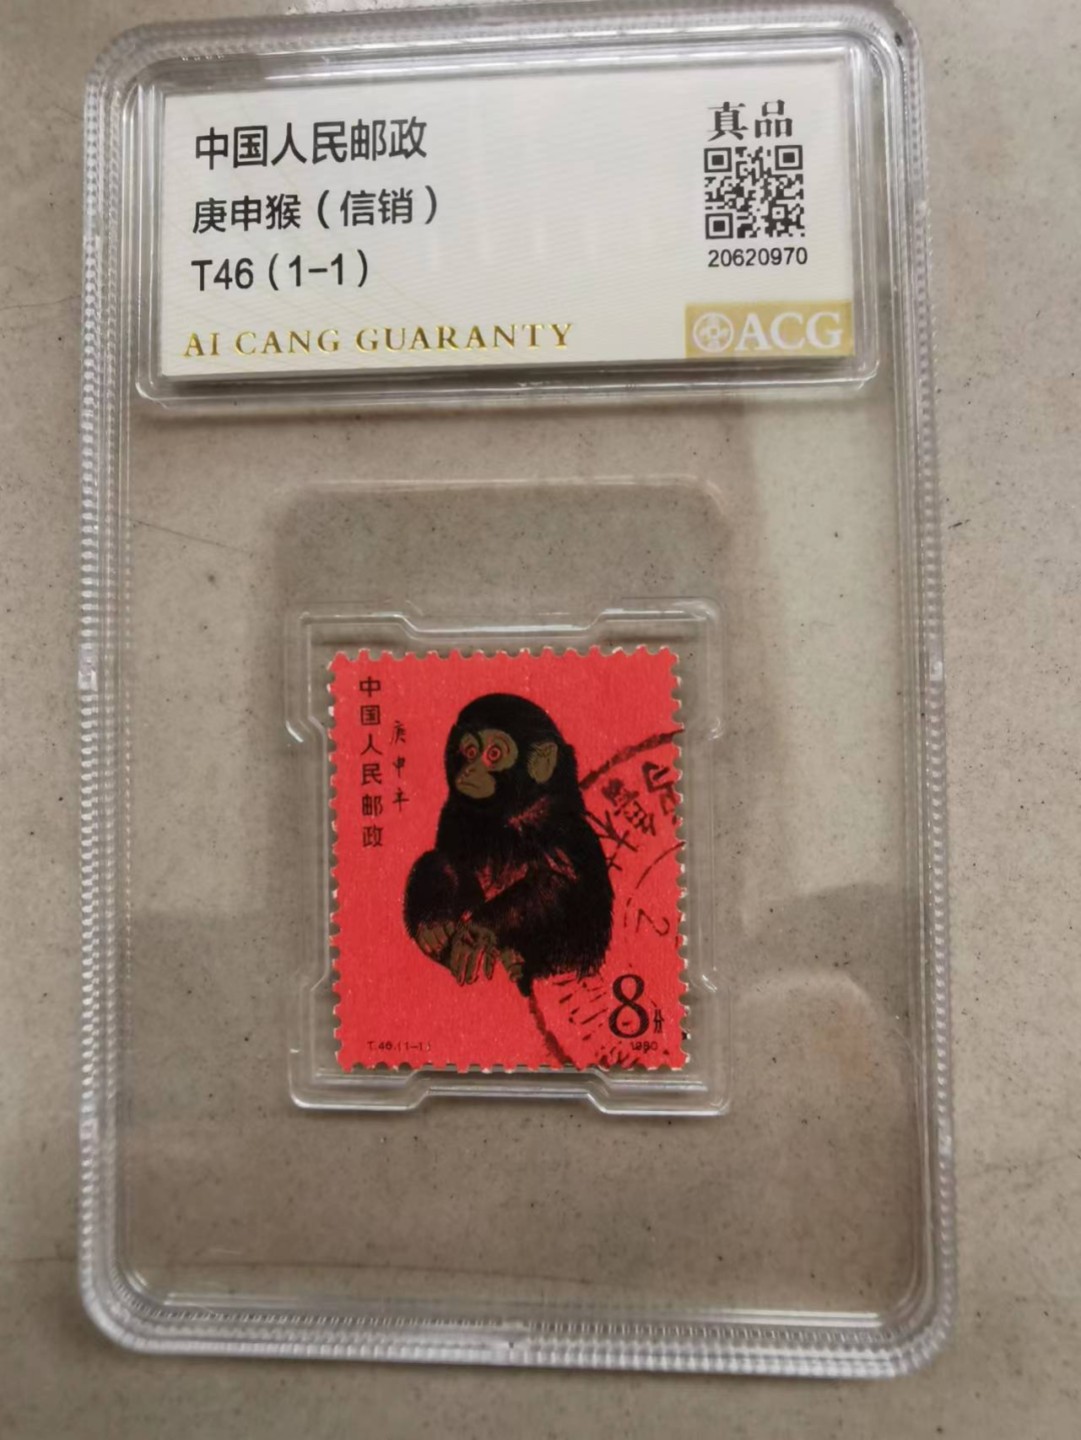 中国人民邮政
真品
庚申猴（信销）
T46（1-1）
20620970
AI CANG GUARANTY
ACG
中国人民邮政
庚申年
8分
T.46.(1-1)
1980
2